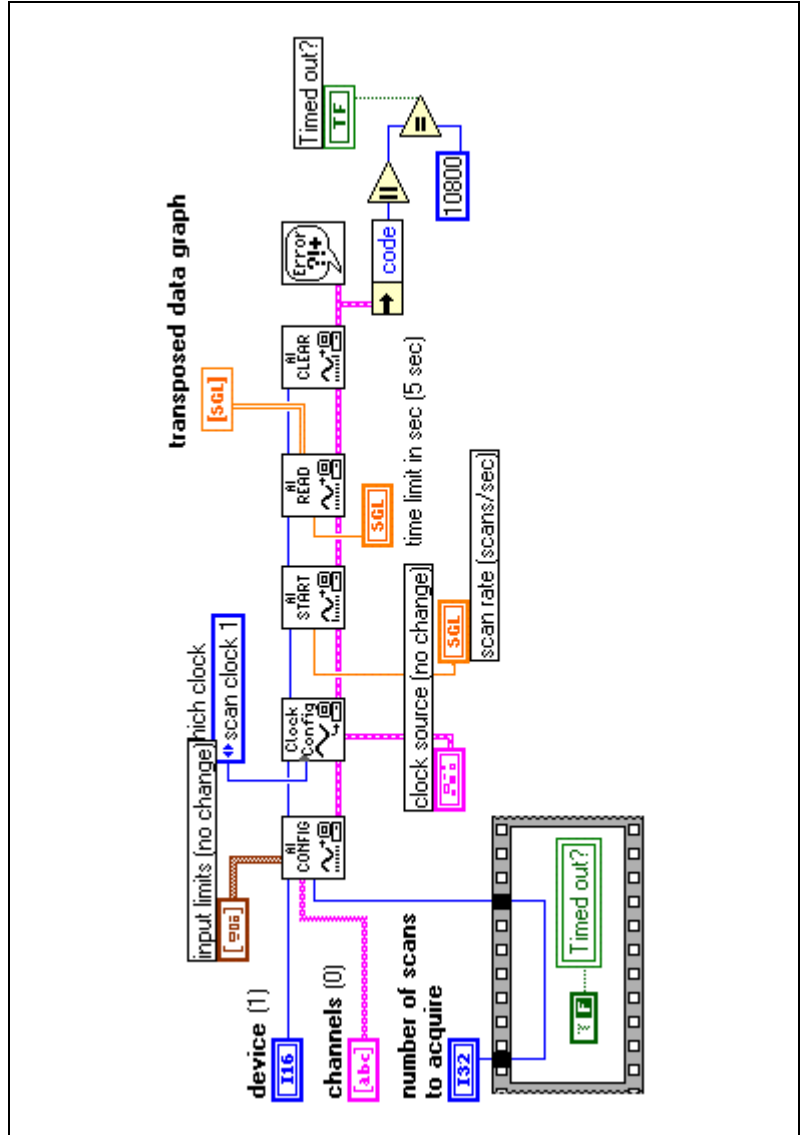 input limits (no change)
hich clock
scan clock 1
device (1)
I16
channels (0)
[abc]
number of scans
to acquire
I32
Timed out?
F
AI
CONFIG
Clock
Config
clock source (no change)
AI
START
SGL
scan rate (scans/sec)
AI
READ
SGL
time limit in sec (5 sec)
transposed data graph
[SGL]
AI
CLEAR
Error
?!+
code
10800
Timed out?
TF